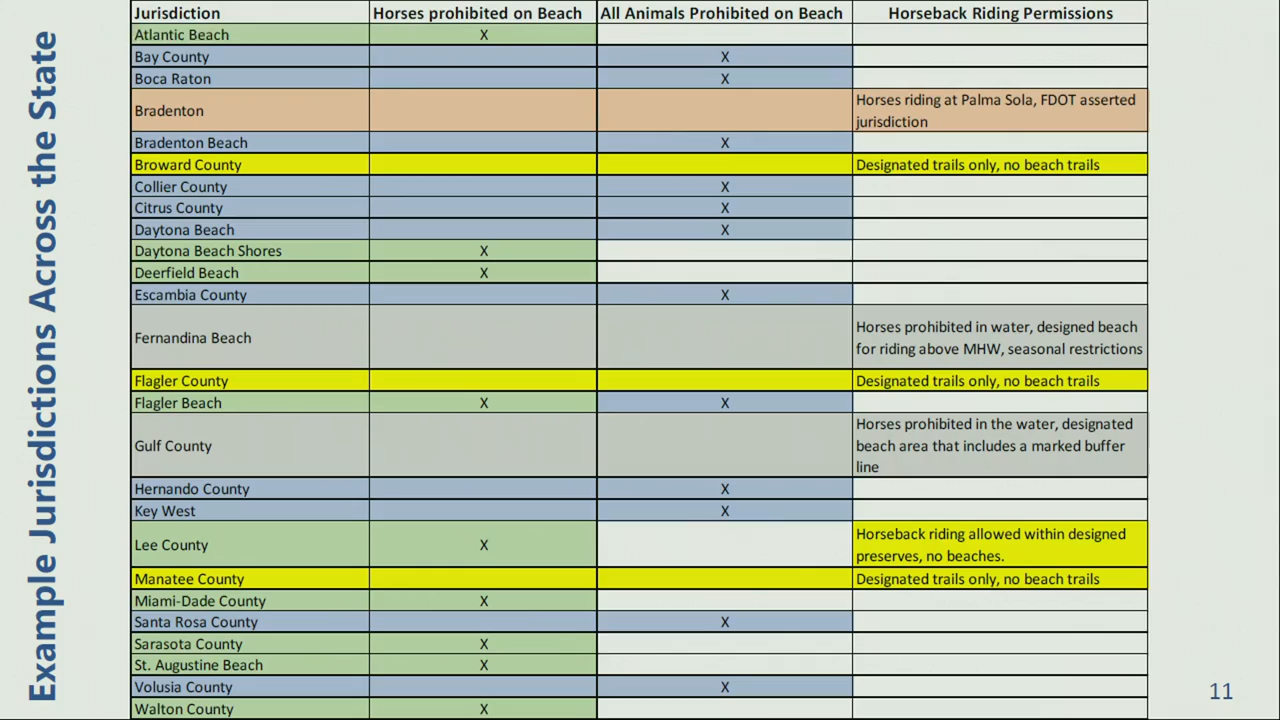 Example Jurisdictions Across the State
Jurisdiction Horses prohibited on Beach All Animals Prohibited on Beach Horseback Riding Permissions
Atlantic Beach X
Bay County X
Boca Raton X
Bradenton Horses riding at Palma Sola, FDOT asserted
jurisdiction
Bradenton Beach X
Broward County Designated trails only, no beach trails
Collier County X
Citrus County X
Daytona Beach X
Daytona Beach Shores X
Deerfield Beach X
Escambia County X
Fernandina Beach Horses prohibited in water, designed beach
for riding above MHW, seasonal restrictions
Flagler County Designated trails only, no beach trails
Flagler Beach X X
Gulf County Horses prohibited in the water, designated
beach area that includes a marked buffer
line
Hernando County X
Key West X
Lee County X Horseback riding allowed within designed
preserves, no beaches.
Manatee County Designated trails only, no beach trails
Miami-Dade County X
Santa Rosa County X
Sarasota County X
St. Augustine Beach X
Volusia County X
Walton County X
11